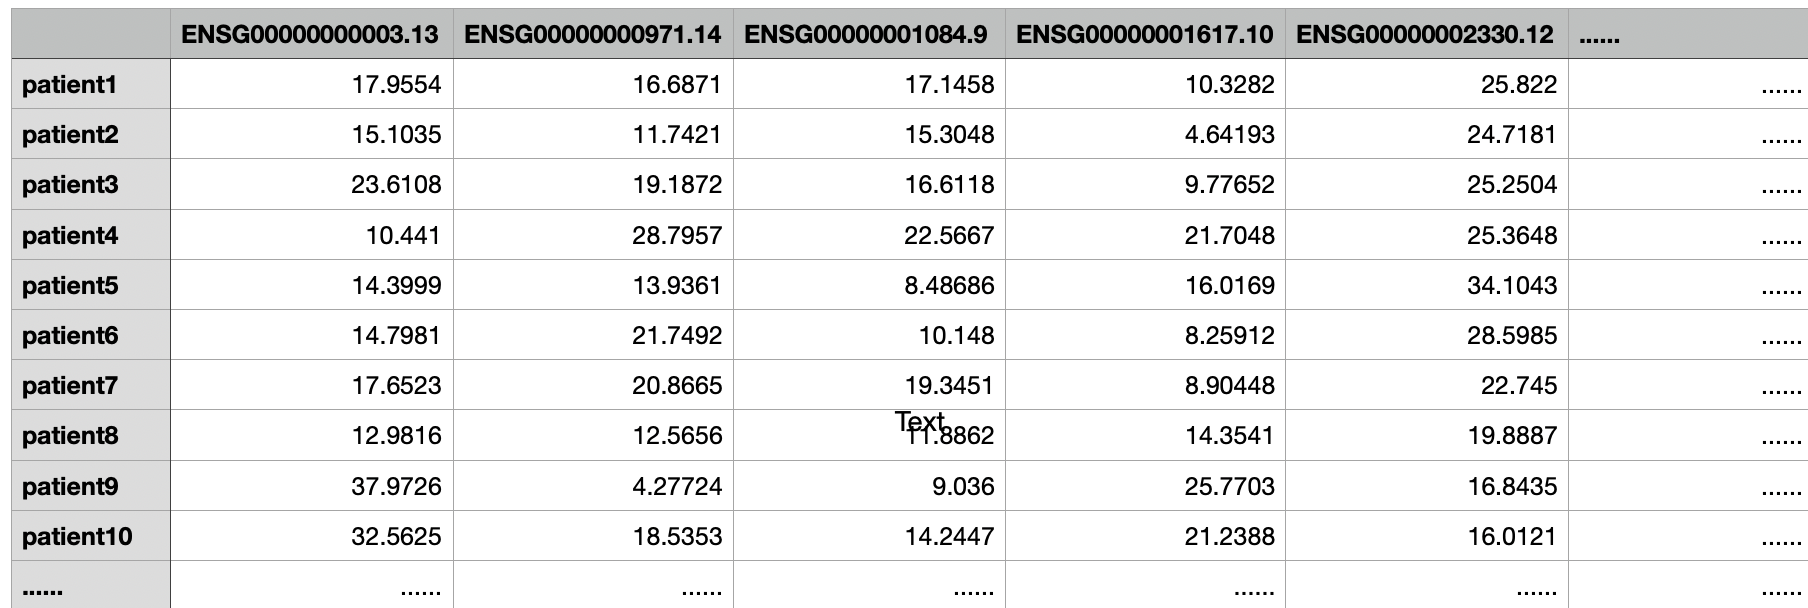 ENSG00000000003.13 ENSG00000000971.14 ENSG00000001084.9 ENSG00000001617.10 ENSG00000002330.12 ......
patient1 17.9554 16.6871 17.1458 10.3282 25.822 ......
patient2 15.1035 11.7421 15.3048 4.64193 24.7181 ......
patient3 23.6108 19.1872 16.6118 9.77652 25.2504 ......
patient4 10.441 28.7957 22.5667 21.7048 25.3648 ......
patient5 14.3999 13.9361 8.48686 16.0169 34.1043 ......
patient6 14.7981 21.7492 10.148 8.25912 28.5985 ......
patient7 17.6523 20.8665 19.3451 8.90448 22.745 ......
Text
patient8 12.9816 12.5656 11.8862 14.3541 19.8887 ......
patient9 37.9726 4.27724 9.036 25.7703 16.8435 ......
patient10 32.5625 18.5353 14.2447 21.2388 16.0121 ......
...... ...... ...... ...... ...... ...... ......